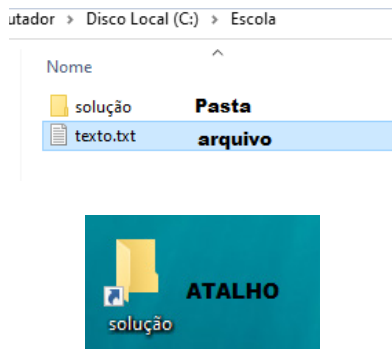 utador > Disco Local (C:) > Escola
Nome
solução Pasta
texto.txt arquivo
ATALHO
solução